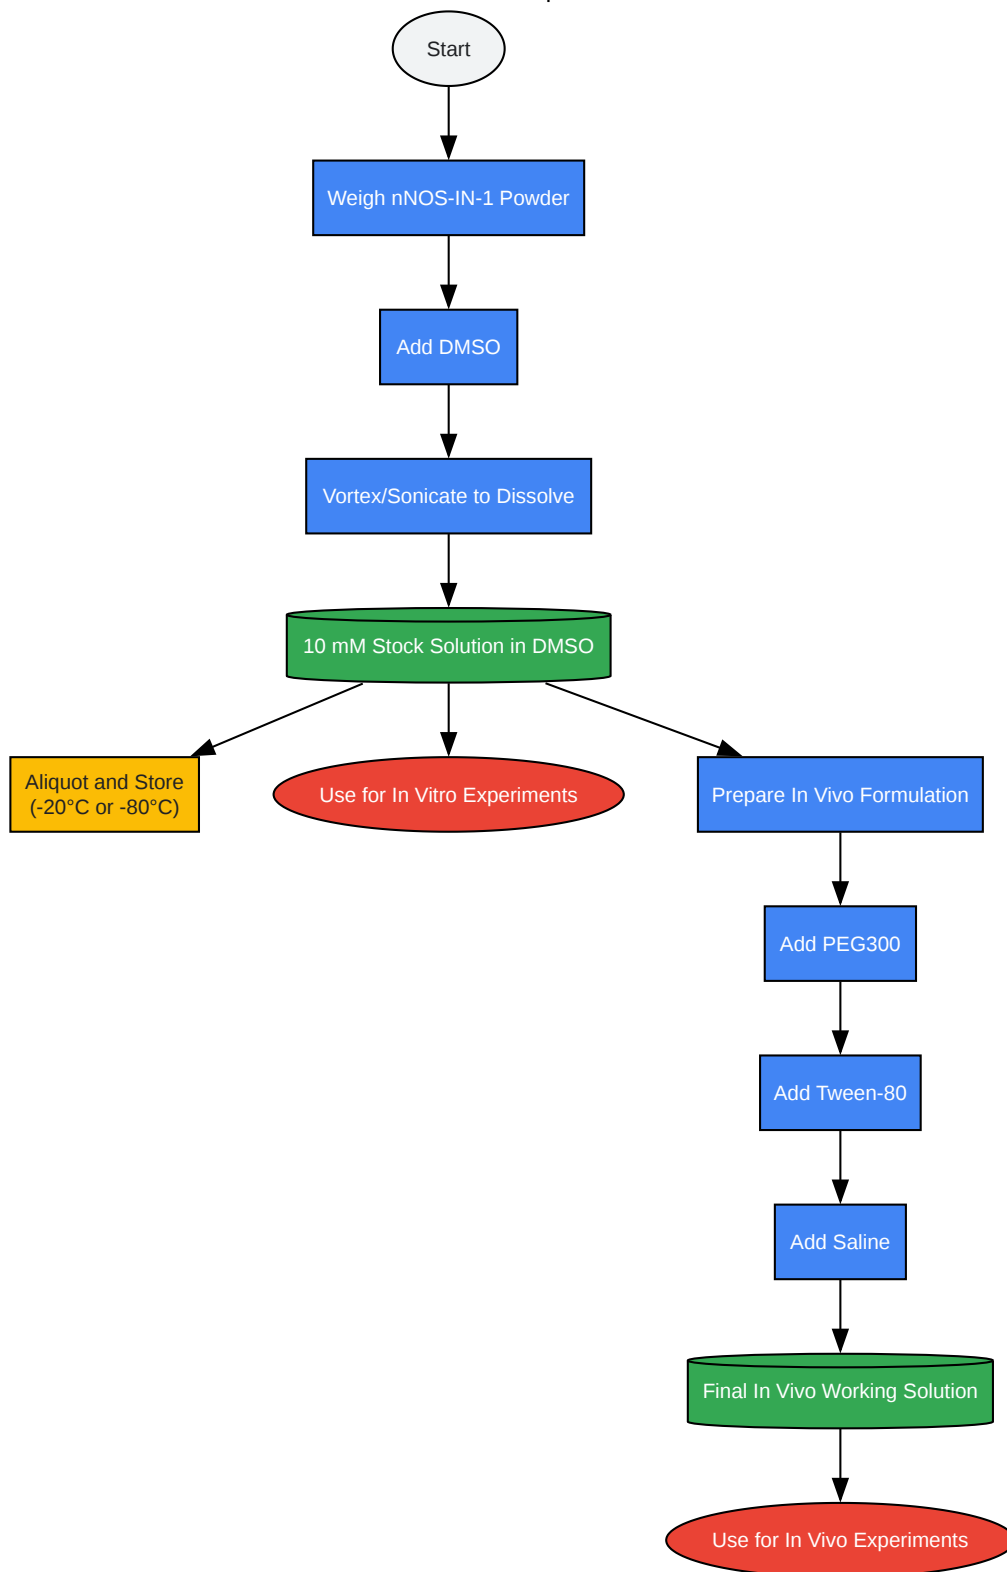 Start
Weigh nNOS-IN-1 Powder
Add DMSO
Vortex/Sonicate to Dissolve
10 mM Stock Solution in DMSO
Aliquot and Store
(-20°C or -80°C)
Use for In Vitro Experiments
Prepare In Vivo Formulation
Add PEG300
Add Tween-80
Add Saline
Final In Vivo Working Solution
Use for In Vivo Experiments